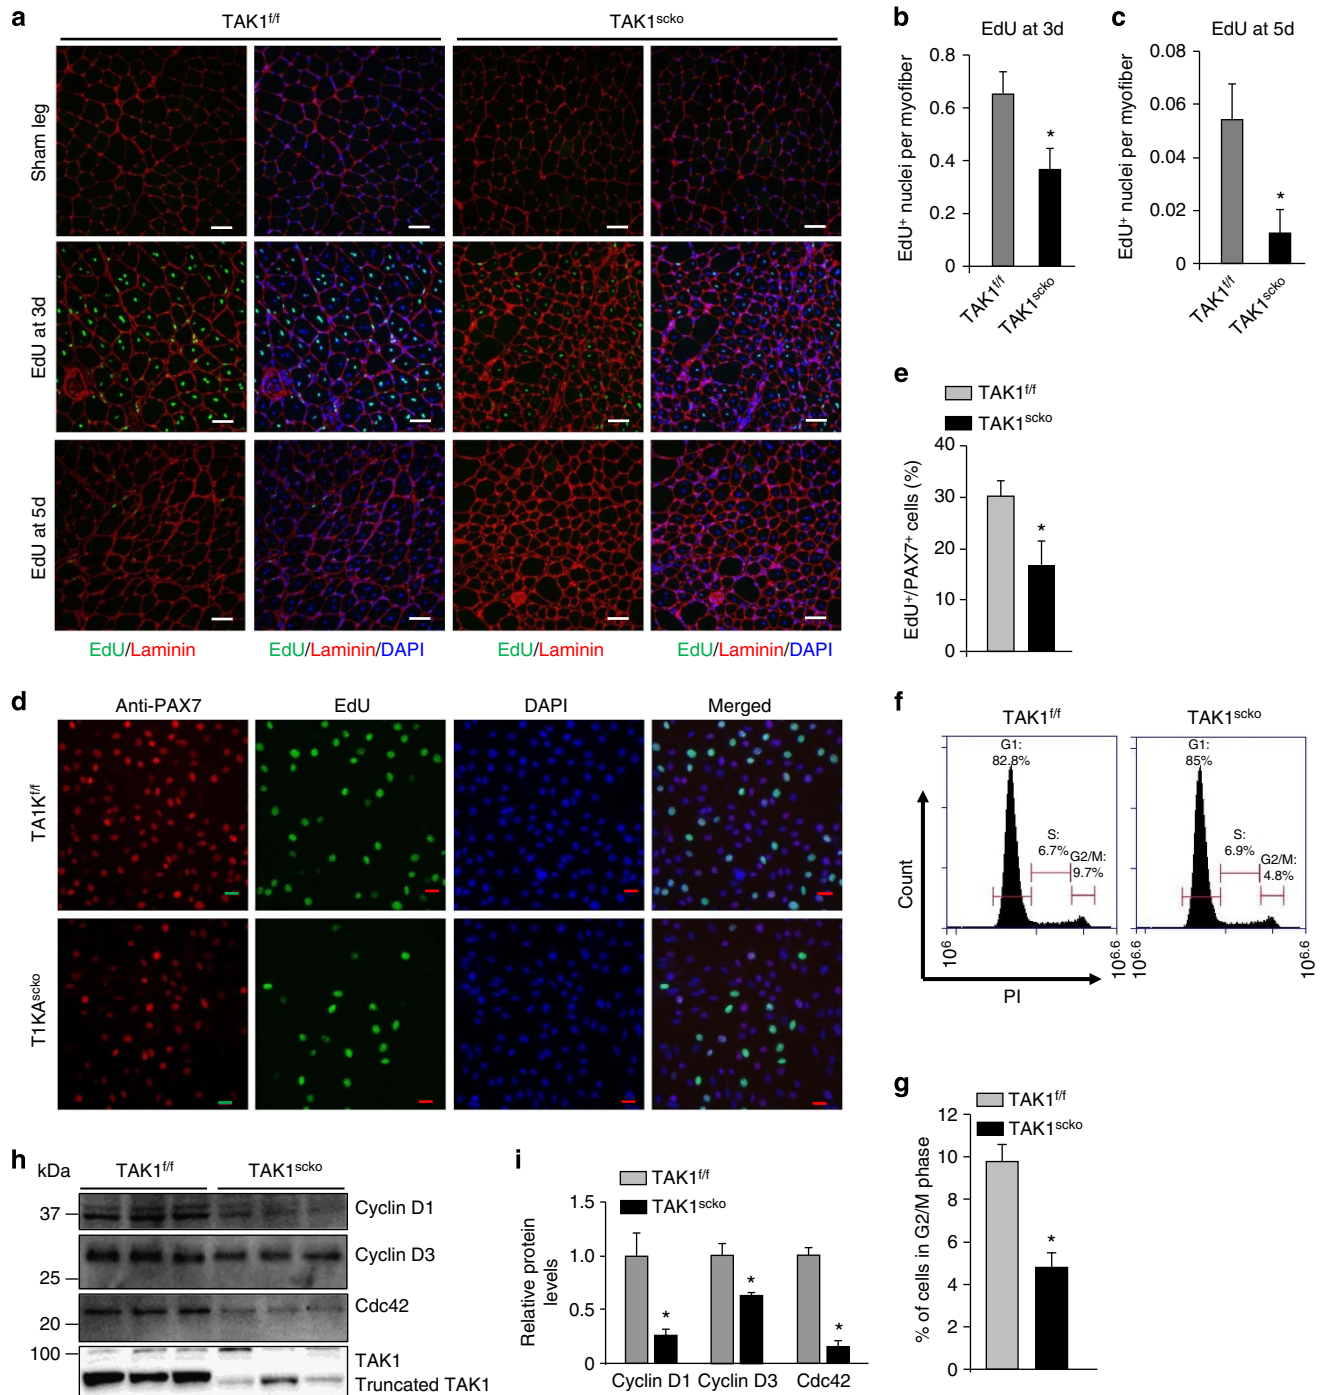 a
TAK1f/f
TAK1scko
Sham leg
EdU at 3d
EdU at 5d
EdU/Laminin
EdU/Laminin/DAPI
EdU/Laminin
EdU/Laminin/DAPI
b
EdU at 3d
EdU+ nuclei per myofiber
0.8
0.6
0.4
0.2
0
*
TAK1f/f
TAK1scko
c
EdU at 5d
EdU+ nuclei per myofiber
0.08
0.06
0.04
0.02
0
*
TAK1f/f
TAK1scko
e
TAK1f/f
TAK1scko
EdU+/PAX7+ cells (%)
40
30
20
10
0
*
d
Anti-PAX7
EdU
DAPI
Merged
TA1Kf/f
T1KAscko
f
TAK1f/f
TAK1scko
G1:
82.8%
S:
6.7%
G2/M:
9.7%
G1:
85%
S:
6.9%
G2/M:
4.8%
Count
10^6
10^6.6
10^6
10^6.6
PI
g
TAK1f/f
TAK1scko
% of cells in G2/M phase
12
10
8
6
4
2
0
*
h
kDa
TAK1f/f
TAK1scko
37
Cyclin D1
Cyclin D3
25
Cdc42
20
100
TAK1
Truncated TAK1
i
TAK1f/f
TAK1scko
Relative protein
levels
1.5
1.0
0.5
0
*
*
*
Cyclin D1
Cyclin D3
Cdc42